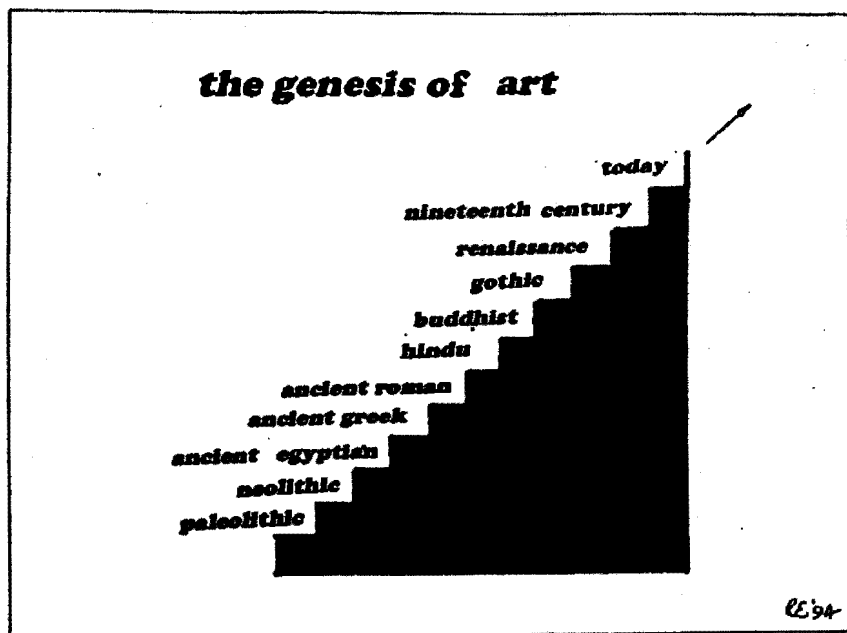 the genesis of art
today
nineteenth century
renaissance
gothic
buddhist
hindu
ancient roman
ancient greek
ancient egyptian
neolithic
paleolithic
'94